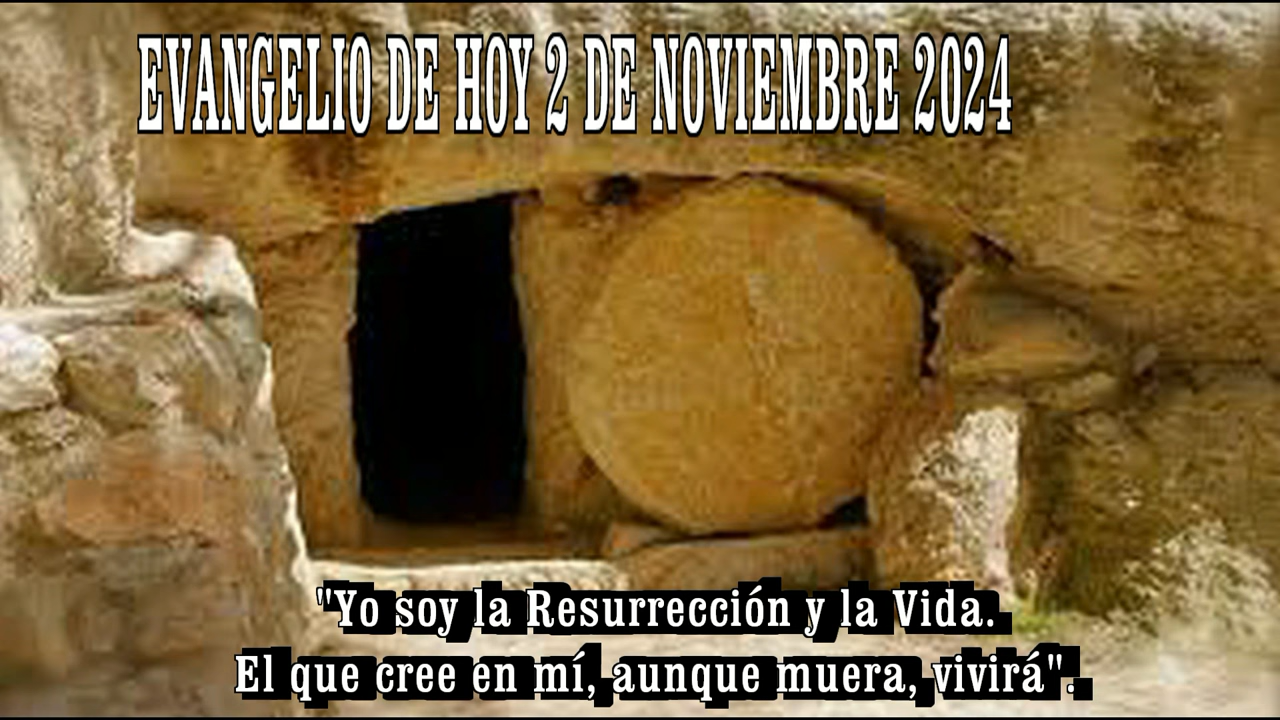 EVANGELIO DE HOY 2 DE NOVIEMBRE 2024
"Yo soy la Resurrección y la Vida.
El que cree en mí, aunque muera, vivirá".